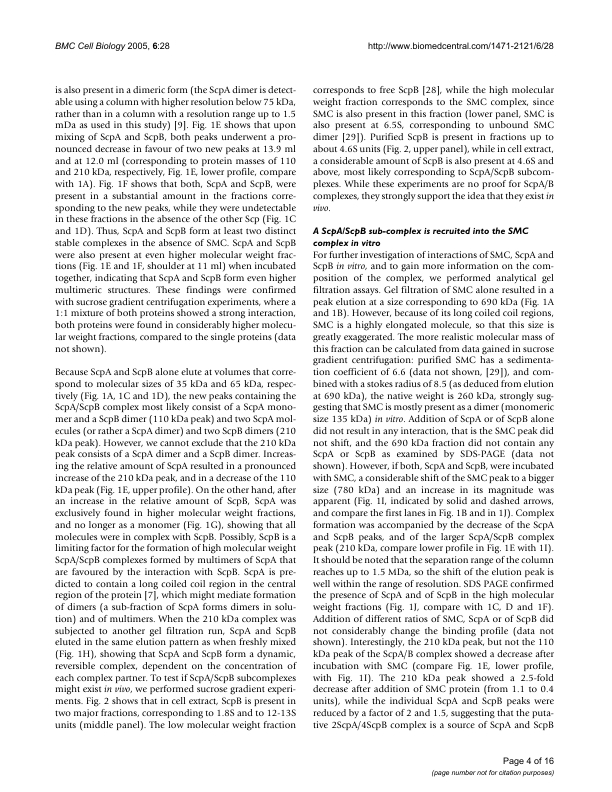 BMC Cell Biology 2005, 6:28
http://www.biomedcentral.com/1471-2121/6/28
is also present in a dimeric form (the ScpA dimer is detect-
able using a column with higher resolution below 75 kDa,
rather than in a column with a resolution range up to 1.5
mDa as used in this study) [9]. Fig. 1E shows that upon
mixing of ScpA and ScpB, both peaks underwent a pro-
nounced decrease in favour of two new peaks at 13.9 ml
and at 12.0 ml (corresponding to protein masses of 110
and 210 kDa, respectively, Fig. 1E, lower profile, compare
with 1A). Fig. 1F shows that both, ScpA and ScpB, were
present in a substantial amount in the fractions corre-
sponding to the new peaks, while they were undetectable
in these fractions in the absence of the other Scp (Fig. 1C
and 1D). Thus, ScpA and ScpB form at least two distinct
stable complexes in the absence of SMC. ScpA and ScpB
were also present at even higher molecular weight frac-
tions (Fig. 1E and 1F, shoulder at 11 ml) when incubated
together, indicating that ScpA and ScpB form even higher
multimeric structures. These findings were confirmed
with sucrose gradient centrifugation experiments, where a
1:1 mixture of both proteins showed a strong interaction,
both proteins were found in considerably higher molecu-
lar weight fractions, compared to the single proteins (data
not shown).
Because ScpA and ScpB alone elute at volumes that corre-
spond to molecular sizes of 35 kDa and 65 kDa, respec-
tively (Fig. 1A, 1C and 1D), the new peaks containing the
ScpA/ScpB complex most likely consist of a ScpA mono-
mer and a ScpB dimer (110 kDa peak) and two ScpA mol-
ecules (or rather a ScpA dimer) and two ScpB dimers (210
kDa peak). However, we cannot exclude that the 210 kDa
peak consists of a ScpA dimer and a ScpB dimer. Increas-
ing the relative amount of ScpA resulted in a pronounced
increase of the 210 kDa peak, and in a decrease of the 110
kDa peak (Fig. 1E, upper profile). On the other hand, after
an increase in the relative amount of ScpB, ScpA was
exclusively found in higher molecular weight fractions,
and no longer as a monomer (Fig. 1G), showing that all
molecules were in complex with ScpB. Possibly, ScpB is a
limiting factor for the formation of high molecular weight
ScpA/ScpB complexes formed by multimers of ScpA that
are favoured by the interaction with ScpB. ScpA is pre-
dicted to contain a long coiled coil region in the central
region of the protein [7], which might mediate formation
of dimers (a sub-fraction of ScpA forms dimers in solu-
tion) and of multimers. When the 210 kDa complex was
subjected to another gel filtration run, ScpA and ScpB
eluted in the same elution pattern as when freshly mixed
(Fig. 1H), showing that ScpA and ScpB form a dynamic,
reversible complex, dependent on the concentration of
each complex partner. To test if ScpA/ScpB subcomplexes
might exist in vivo, we performed sucrose gradient experi-
ments. Fig. 2 shows that in cell extract, ScpB is present in
two major fractions, corresponding to 1.8S and to 12-13S
units (middle panel). The low molecular weight fraction
corresponds to free ScpB [28], while the high molecular
weight fraction corresponds to the SMC complex, since
SMC is also present in this fraction (lower panel, SMC is
also present at 6.5S, corresponding to unbound SMC
dimer [29]). Purified ScpB is present in fractions up to
about 4.6S units (Fig. 2, upper panel), while in cell extract,
a considerable amount of ScpB is also present at 4.6S and
above, most likely corresponding to ScpA/ScpB subcom-
plexes. While these experiments are no proof for ScpA/B
complexes, they strongly support the idea that they exist in
vivo.
A ScpA/ScpB sub-complex is recruited into the SMC
complex in vitro
For further investigation of interactions of SMC, ScpA and
ScpB in vitro, and to gain more information on the com-
position of the complex, we performed analytical gel
filtration assays. Gel filtration of SMC alone resulted in a
peak elution at a size corresponding to 690 kDa (Fig. 1A
and 1B). However, because of its long coiled coil regions,
SMC is a highly elongated molecule, so that this size is
greatly exaggerated. The more realistic molecular mass of
this fraction can be calculated from data gained in sucrose
gradient centrifugation: purified SMC has a sedimenta-
tion coefficient of 6.6 (data not shown, [29]), and com-
bined with a stokes radius of 8.5 (as deduced from elution
at 690 kDa), the native weight is 260 kDa, strongly sug-
gesting that SMC is mostly present as a dimer (monomeric
size 135 kDa) in vitro. Addition of ScpA or of ScpB alone
did not result in any interaction, that is the SMC peak did
not shift, and the 690 kDa fraction did not contain any
ScpA or ScpB as examined by SDS-PAGE (data not
shown). However, if both, ScpA and ScpB, were incubated
with SMC, a considerable shift of the SMC peak to a bigger
size (780 kDa) and an increase in its magnitude was
apparent (Fig. 1I, indicated by solid and dashed arrows,
and compare the first lanes in Fig. 1B and in 1J). Complex
formation was accompanied by the decrease of the ScpA
and ScpB peaks, and of the larger ScpA/ScpB complex
peak (210 kDa, compare lower profile in Fig. 1E with 1I).
It should be noted that the separation range of the column
reaches up to 1.5 MDa, so the shift of the elution peak is
well within the range of resolution. SDS PAGE confirmed
the presence of ScpA and of ScpB in the high molecular
weight fractions (Fig. 1J, compare with 1C, D and 1F).
Addition of different ratios of SMC, ScpA or of ScpB did
not considerably change the binding profile (data not
shown). Interestingly, the 210 kDa peak, but not the 110
kDa peak of the ScpA/B complex showed a decrease after
incubation with SMC (compare Fig. 1E, lower profile,
with Fig. 1I). The 210 kDa peak showed a 2.5-fold
decrease after addition of SMC protein (from 1.1 to 0.4
units), while the individual ScpA and ScpB peaks were
reduced by a factor of 2 and 1.5, suggesting that the puta-
tive 2ScpA/4ScpB complex is a source of ScpA and ScpB
Page 4 of 16
(page number not for citation purposes)